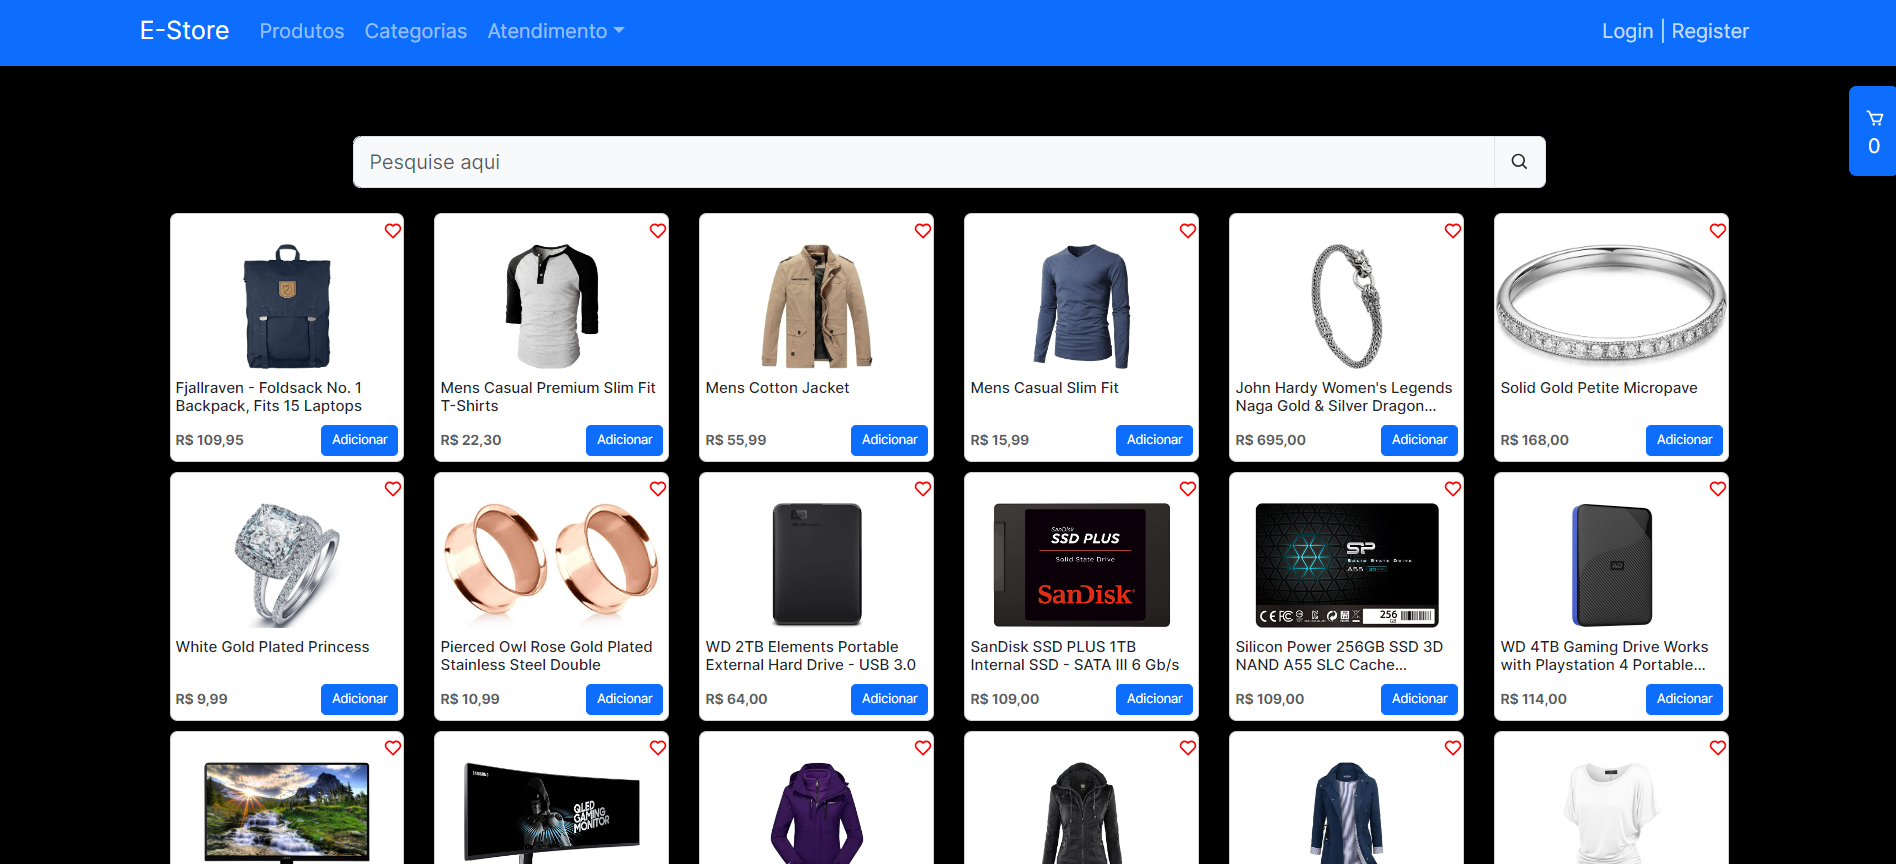 E-Store
Produtos
Categorias
Atendimento
Login | Register
0
Pesquise aqui
Fjallraven - Foldsack No. 1
Backpack, Fits 15 Laptops
R$ 109,95
Adicionar
Mens Casual Premium Slim Fit
T-Shirts
R$ 22,30
Adicionar
Mens Cotton Jacket
R$ 55,99
Adicionar
Mens Casual Slim Fit
R$ 15,99
Adicionar
John Hardy Women's Legends
Naga Gold & Silver Dragon...
R$ 695,00
Adicionar
Solid Gold Petite Micropave
R$ 168,00
Adicionar
White Gold Plated Princess
R$ 9,99
Adicionar
Pierced Owl Rose Gold Plated
Stainless Steel Double
R$ 10,99
Adicionar
WD 2TB Elements Portable
External Hard Drive - USB 3.0
R$ 64,00
Adicionar
SanDisk
SSD PLUS
Solid State Drive
SanDisk
SanDisk SSD PLUS 1TB
Internal SSD - SATA III 6 Gb/s
R$ 109,00
Adicionar
SP
SOLID STATE DRIVE
A55
256
GB
Silicon Power 256GB SSD 3D
NAND A55 SLC Cache...
R$ 109,00
Adicionar
WD
WD 4TB Gaming Drive Works
with Playstation 4 Portable...
R$ 114,00
Adicionar
SAMSUNG
QLED
GAMING
MONITOR